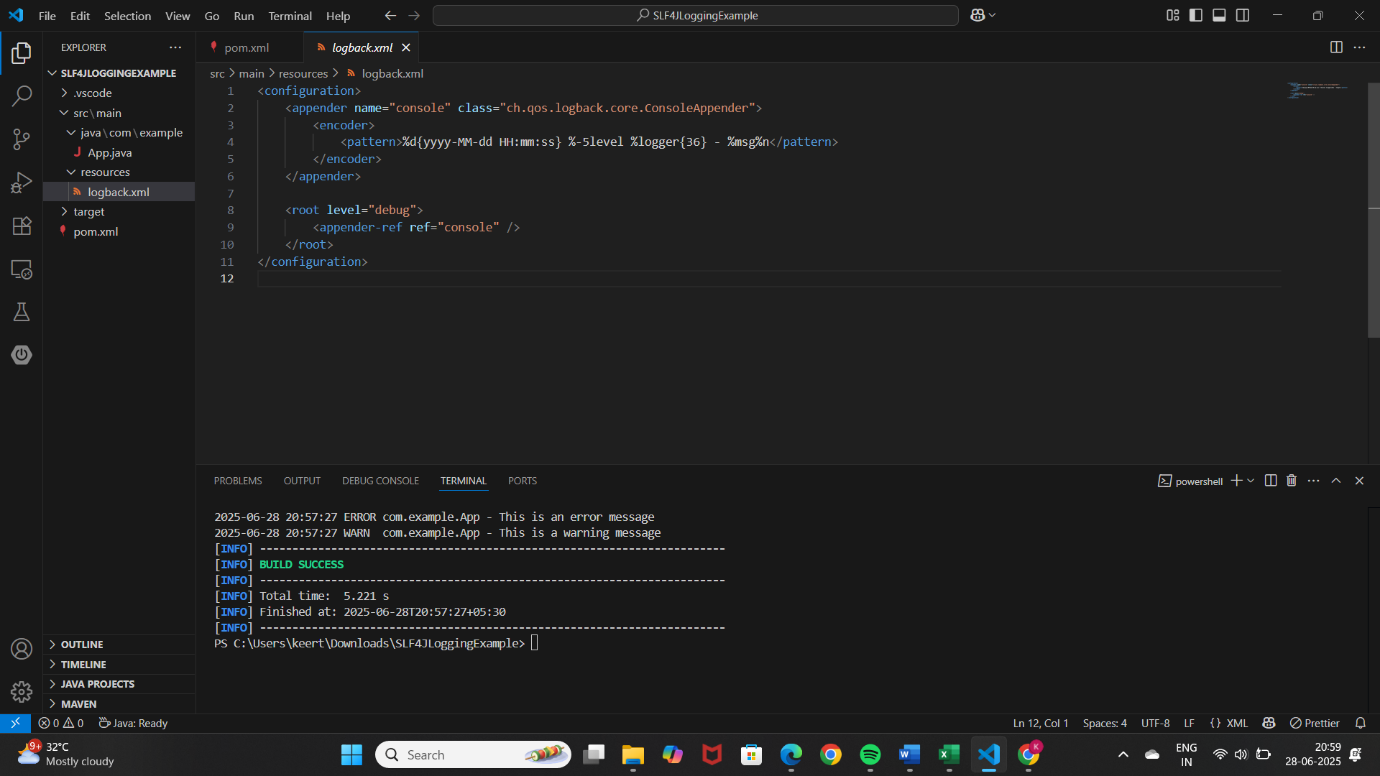 File Edit Selection View Go Run Terminal Help
SLF4JLoggingExample
EXPLORER
SLF4JLOGGINGEXAMPLE
.vscode
src\main
java\com\example
App.java
resources
logback.xml
target
pom.xml
OUTLINE
TIMELINE
JAVA PROJECTS
MAVEN
pom.xml logback.xml
src > main > resources > logback.xml
1 <configuration>
2 <appender name="console" class="ch.qos.logback.core.ConsoleAppender">
3 <encoder>
4 <pattern>%d{yyyy-MM-dd HH:mm:ss} %-5level %logger{36} - %msg%n</pattern>
5 </encoder>
6 </appender>
7
8 <root level="debug">
9 <appender-ref ref="console" />
10 </root>
11 </configuration>
12
PROBLEMS OUTPUT DEBUG CONSOLE TERMINAL PORTS
powershell
2025-06-28 20:57:27 ERROR com.example.App - This is an error message
2025-06-28 20:57:27 WARN  com.example.App - This is a warning message
[INFO] ------------------------------------------------------------------------
[INFO] BUILD SUCCESS
[INFO] ------------------------------------------------------------------------
[INFO] Total time:  5.221 s
[INFO] Finished at: 2025-06-28T20:57:27+05:30
[INFO] ------------------------------------------------------------------------
PS C:\Users\keert\Downloads\SLF4JLoggingExample>
0 0 Java: Ready
Ln 12, Col 1 Spaces: 4 UTF-8 LF {} XML Prettier
9+ 32°C
Mostly cloudy
Search
K
ENG
IN
20:59
28-06-2025